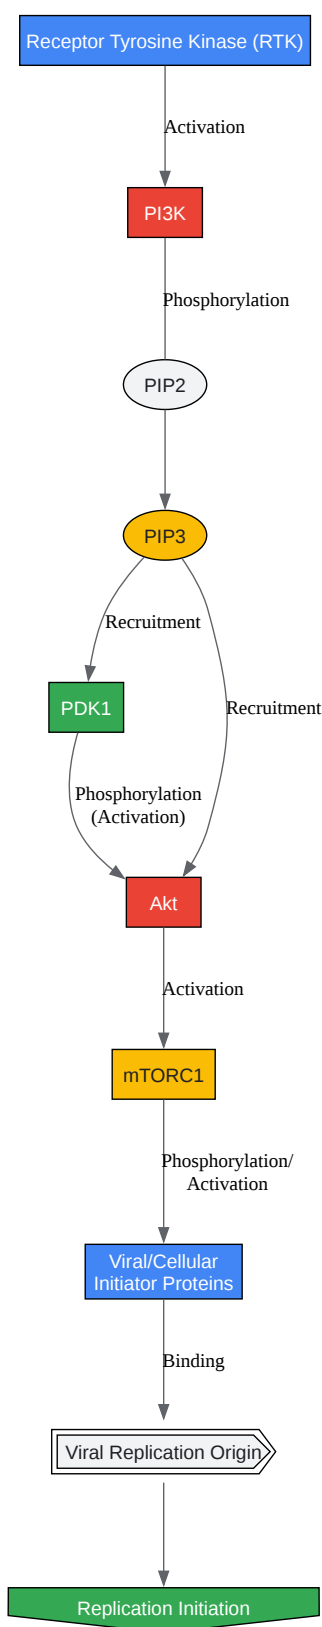 Receptor Tyrosine Kinase (RTK)
Activation
PI3K
Phosphorylation
PIP2
PIP3
Recruitment
PDK1
Recruitment
Phosphorylation
(Activation)
Akt
Activation
mTORC1
Phosphorylation/
Activation
Viral/Cellular
Initiator Proteins
Binding
Viral Replication Origin
Replication Initiation